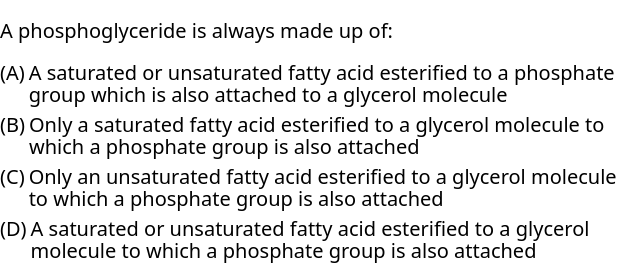 A phosphoglyceride is always made up of:
(A) A saturated or unsaturated fatty acid esterified to a phosphate
group which is also attached to a glycerol molecule
(B) Only a saturated fatty acid esterified to a glycerol molecule to
which a phosphate group is also attached
(C) Only an unsaturated fatty acid esterified to a glycerol molecule
to which a phosphate group is also attached
(D) A saturated or unsaturated fatty acid esterified to a glycerol
molecule to which a phosphate group is also attached